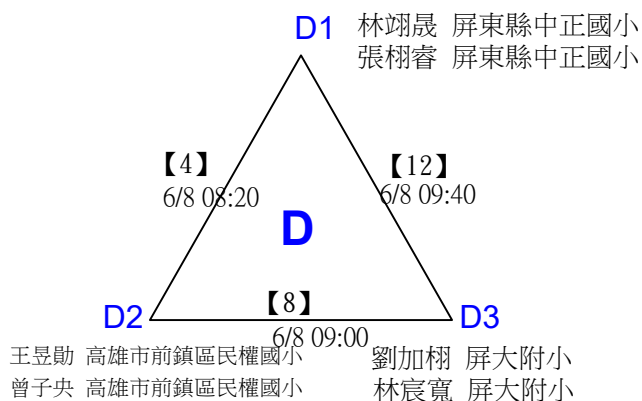 D1
林翊晟 屏東縣中正國小
張栩睿 屏東縣中正國小
【4】
6/8 08:20
【12】
6/8 09:40
D
D2
【8】
6/8 09:00
D3
王昱勛 高雄市前鎮區民權國小
曾子央 高雄市前鎮區民權國小
劉加栩 屏大附小
林宸寬 屏大附小